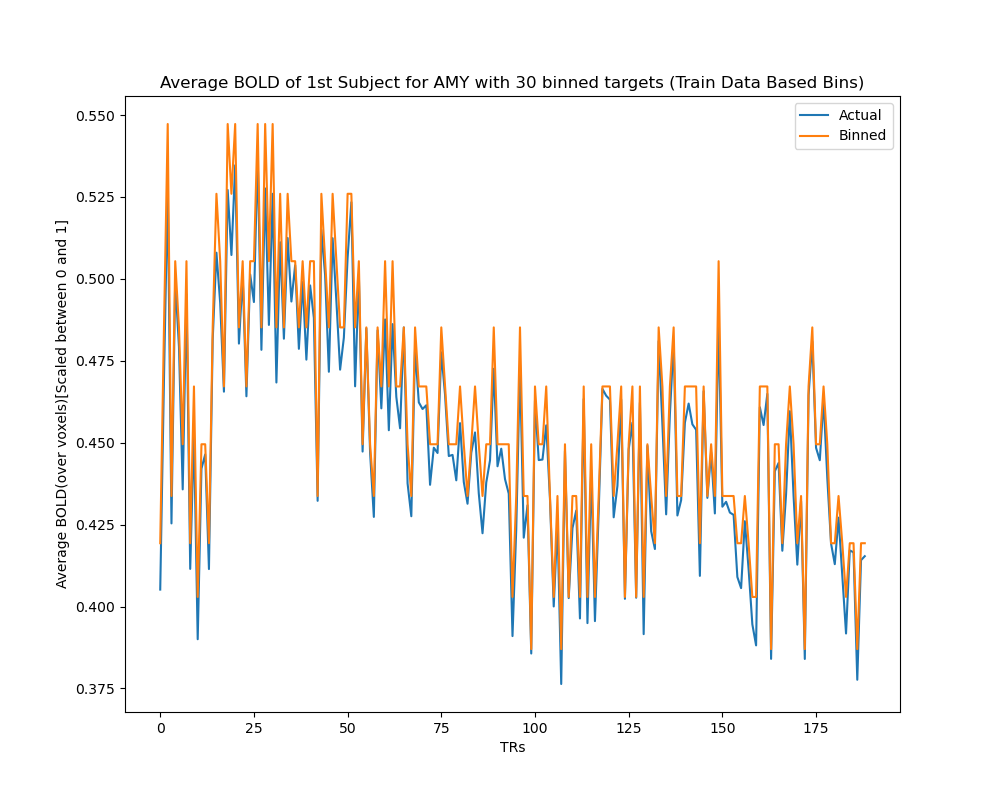 Average BOLD of 1st Subject for AMY with 30 binned targets (Train Data Based Bins)
Actual
Binned
Average BOLD(over voxels)[Scaled between 0 and 1]
0.550
0.525
0.500
0.475
0.450
0.425
0.400
0.375
0 25 50 75 100 125 150 175
TRs